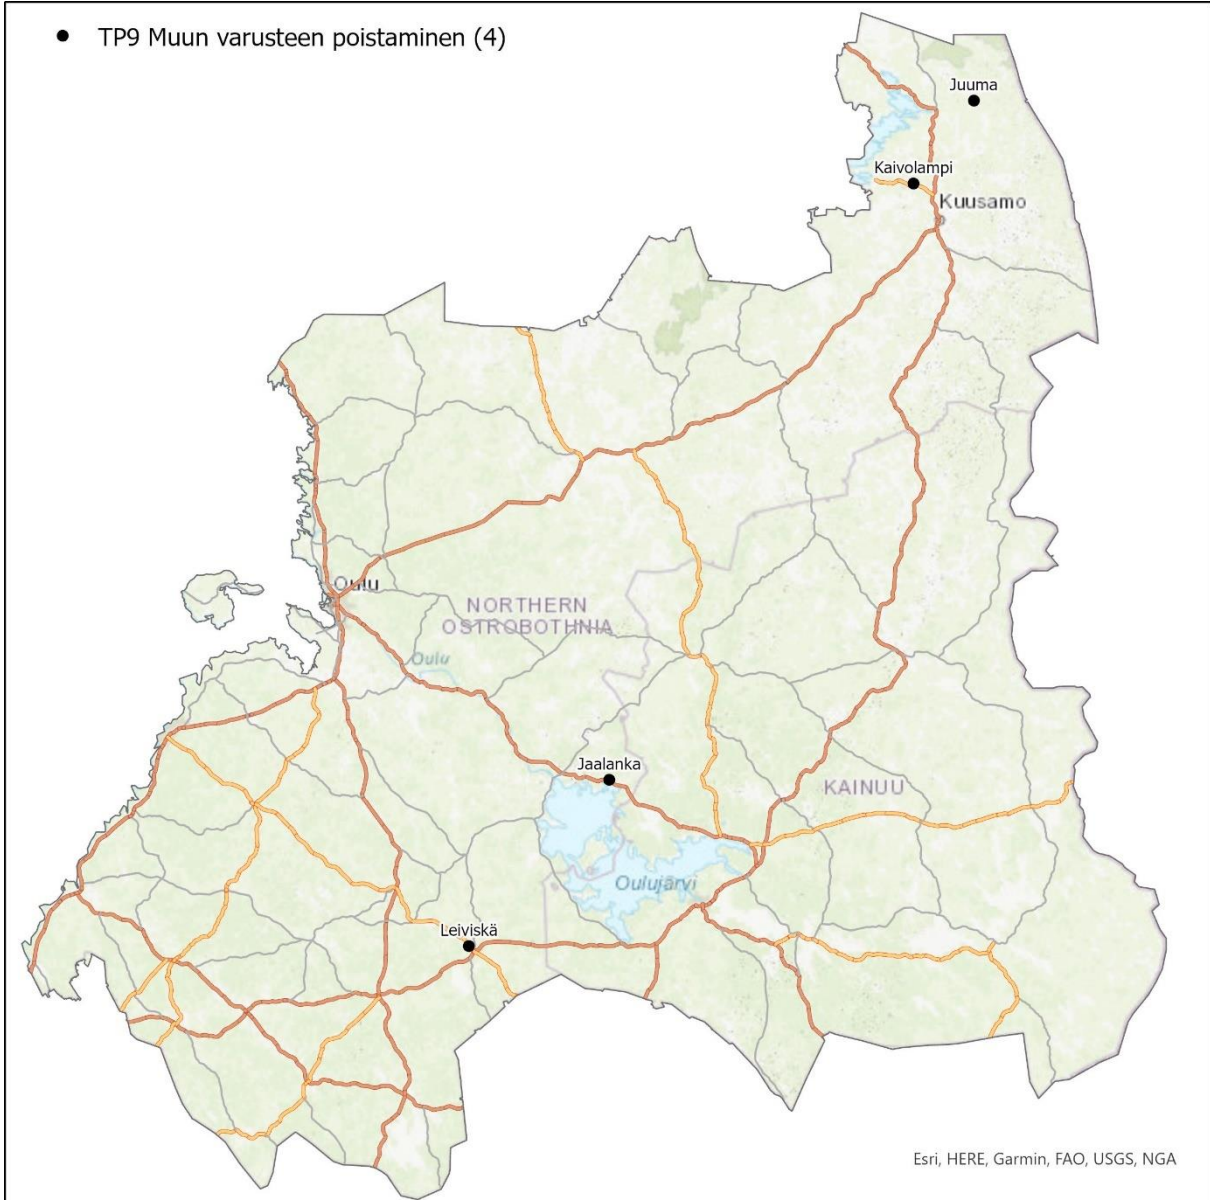 TP9 Muun varusteen poistaminen (4)
Juuma
Kaivolampi
Kuusamo
Oulu
NORTHERN
OSTROBOTHNIA
Oulu
Jaalanka
KAINUU
Oulujärvi
Leiviskä
Esri, HERE, Garmin, FAO, USGS, NGA